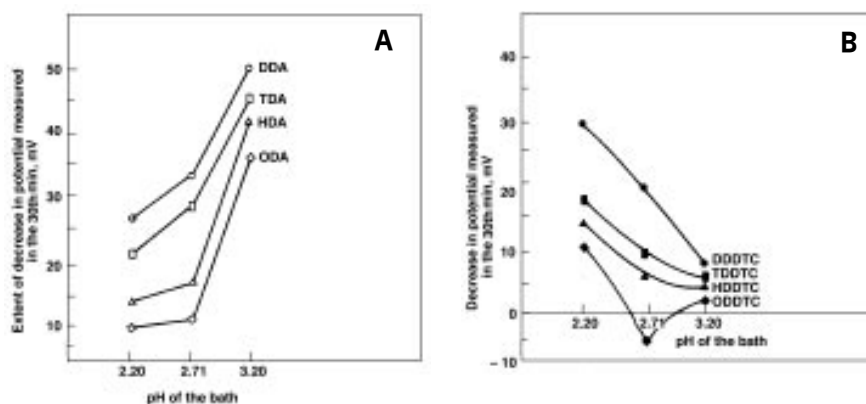 A
Extent of decrease in potential measured
in the 30th min, mV
50
40
30
20
10
DDA
TDA
HDA
ODA
2.20 2.71 3.20
pH of the bath
B
Decrease in potential measured
in the 30th min, mV
40
30
20
10
0
– 10
DDDTC
TDDTC
HDDTC
ODDTC
2.20 2.71 3.20
pH of the bath